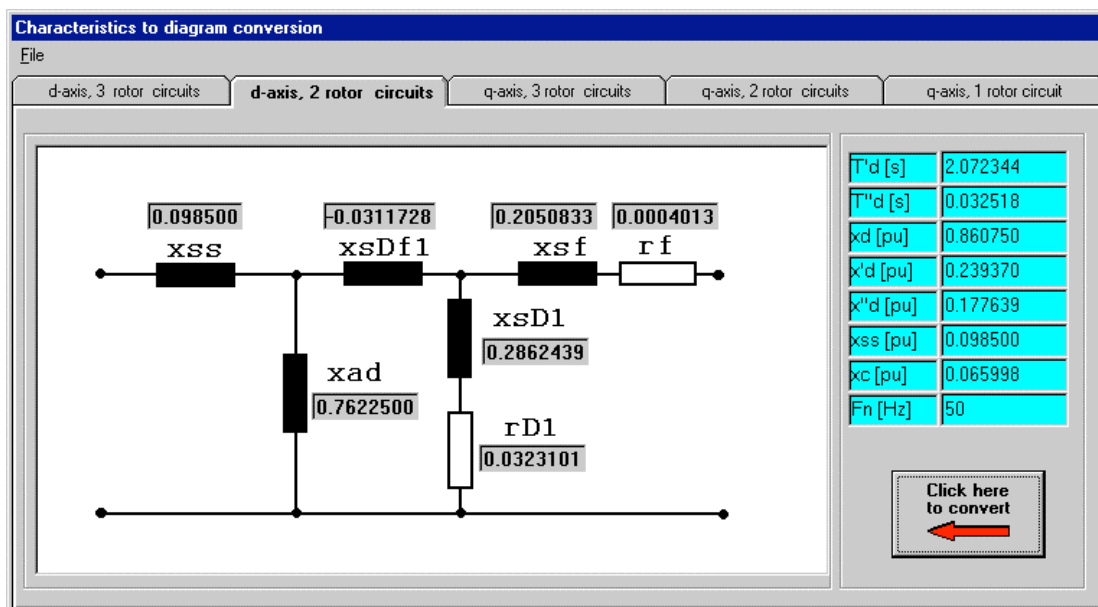 Characteristics to diagram conversion
File
d-axis, 3 rotor circuits
d-axis, 2 rotor circuits
q-axis, 3 rotor circuits
q-axis, 2 rotor circuits
q-axis, 1 rotor circuit
0.098500
-0.0311728
0.2050833
0.0004013
xss
xsDf1
xsf
rf
xsD1
0.2862439
xad
0.7622500
rD1
0.0323101
T'd [s] 2.072344
T''d [s] 0.032518
xd [pu] 0.860750
x'd [pu] 0.239370
x''d [pu] 0.177639
xss [pu] 0.098500
xc [pu] 0.065998
Fn [Hz] 50
Click here
to convert